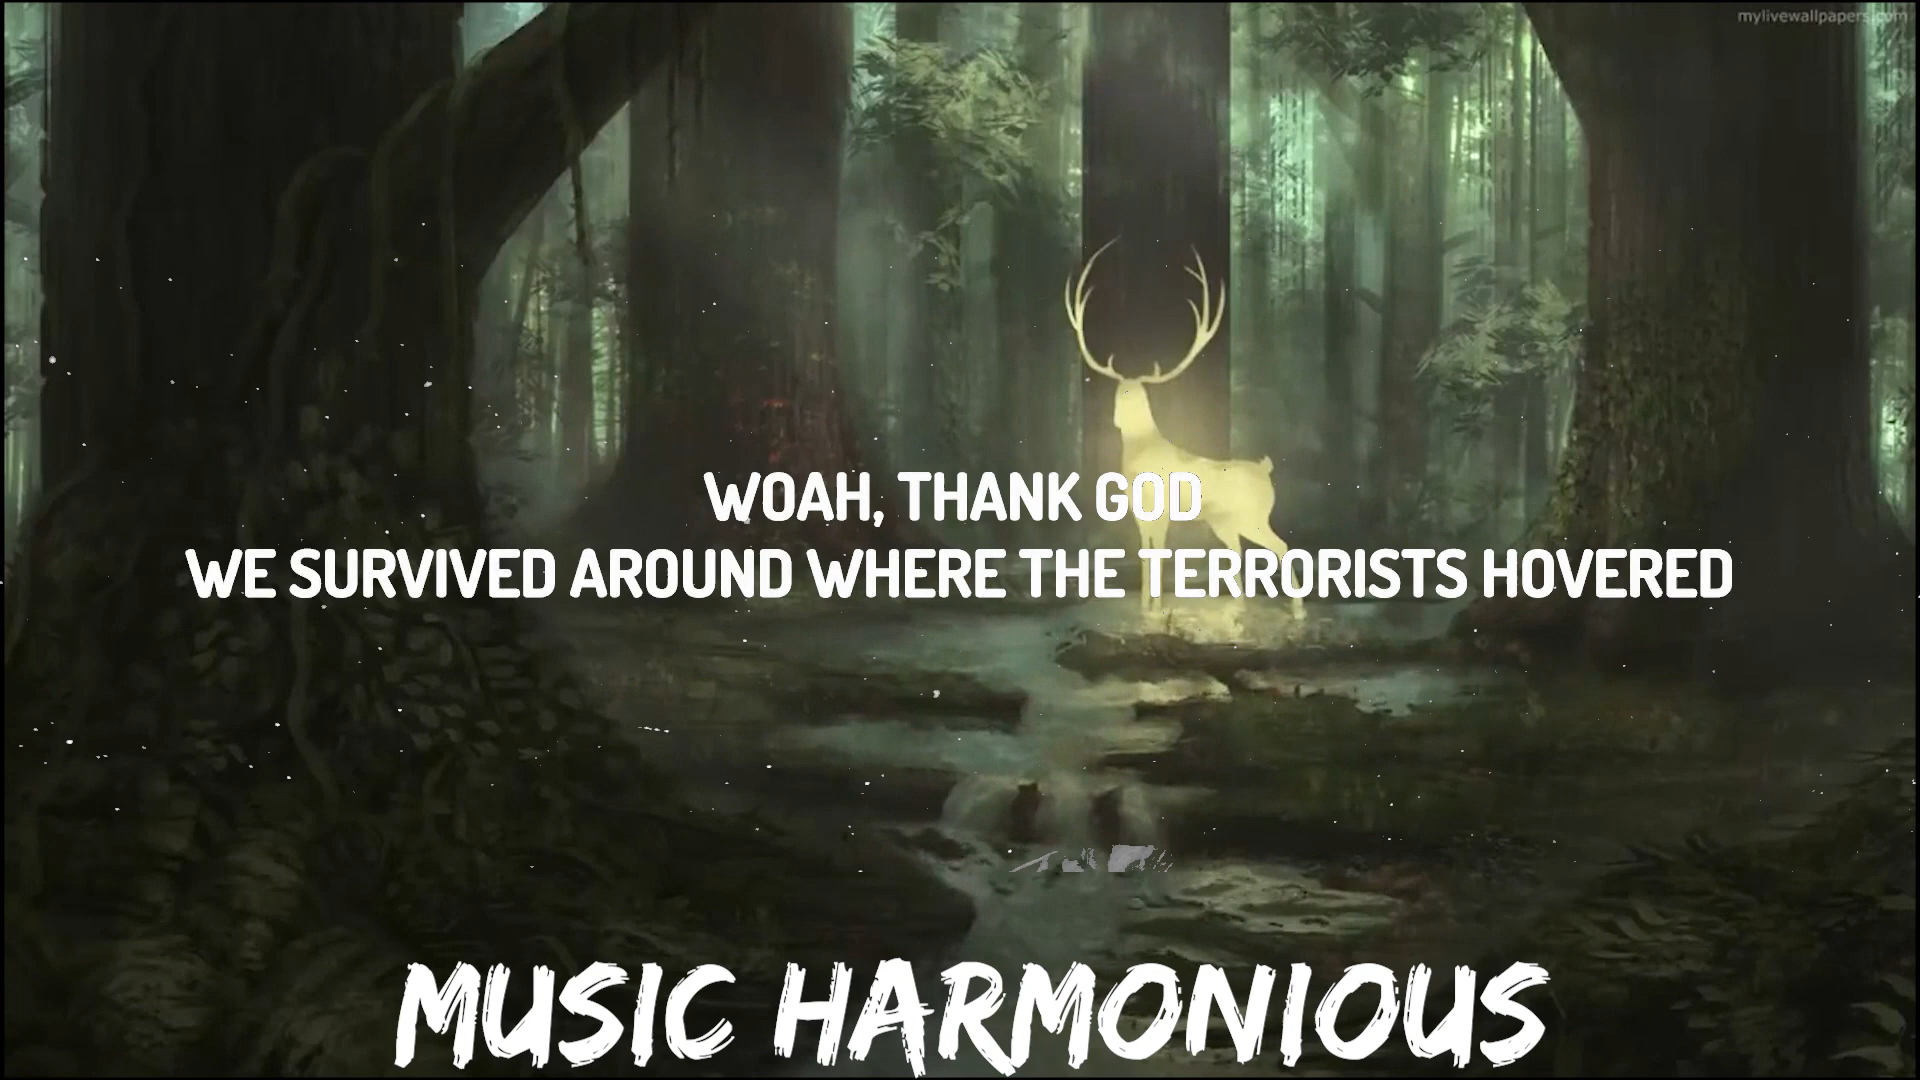 mylivewallpapers.com
WOAH, THANK GOD
WE SURVIVED AROUND WHERE THE TERRORISTS HOVERED
MUSIC HARMONIOUS